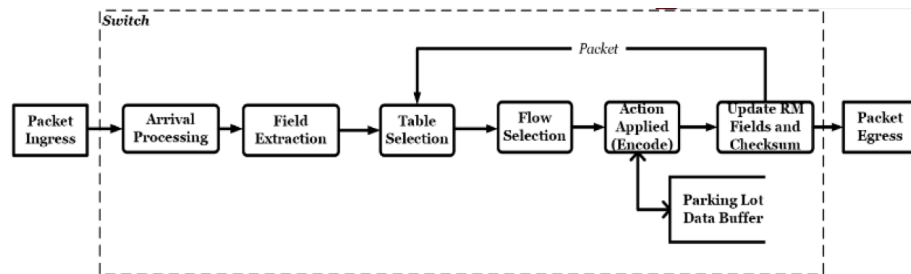 Switch
Packet
Packet
Ingress
Arrival
Processing
Field
Extraction
Table
Selection
Flow
Selection
Action
Applied
(Encode)
Update RM
Fields and
Checksum
Packet
Egress
Parking Lot
Data Buffer